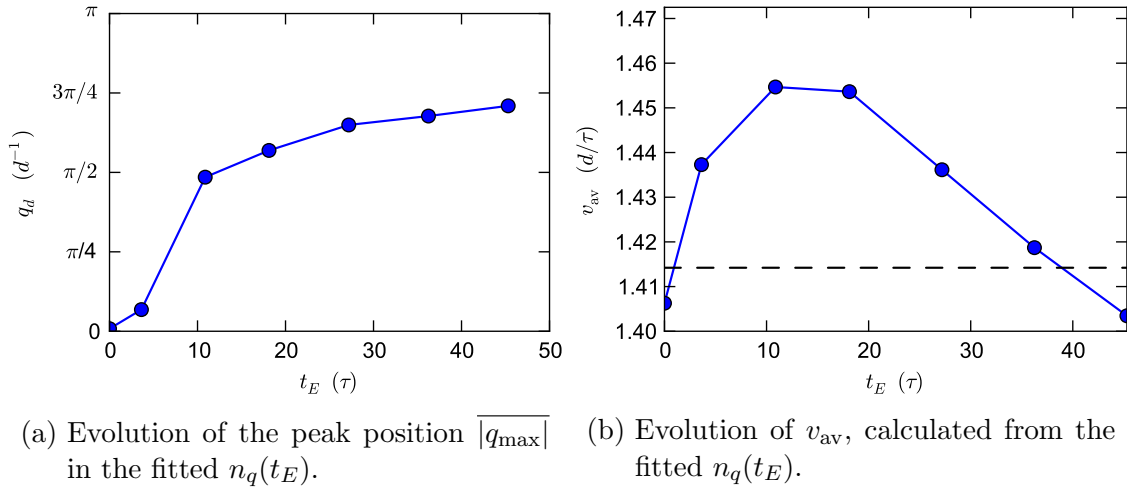 π
3π/4
π/2
π/4
0
q_d (d^{-1})
0 10 20 30 40 50
t_E (τ)
1.47
1.46
1.45
1.44
1.43
1.42
1.41
1.40
v_av (d/τ)
0 10 20 30 40
t_E (τ)
(a) Evolution of the peak position \overline{|q_max|}
in the fitted n_q(t_E).
(b) Evolution of v_av, calculated from the
fitted n_q(t_E).